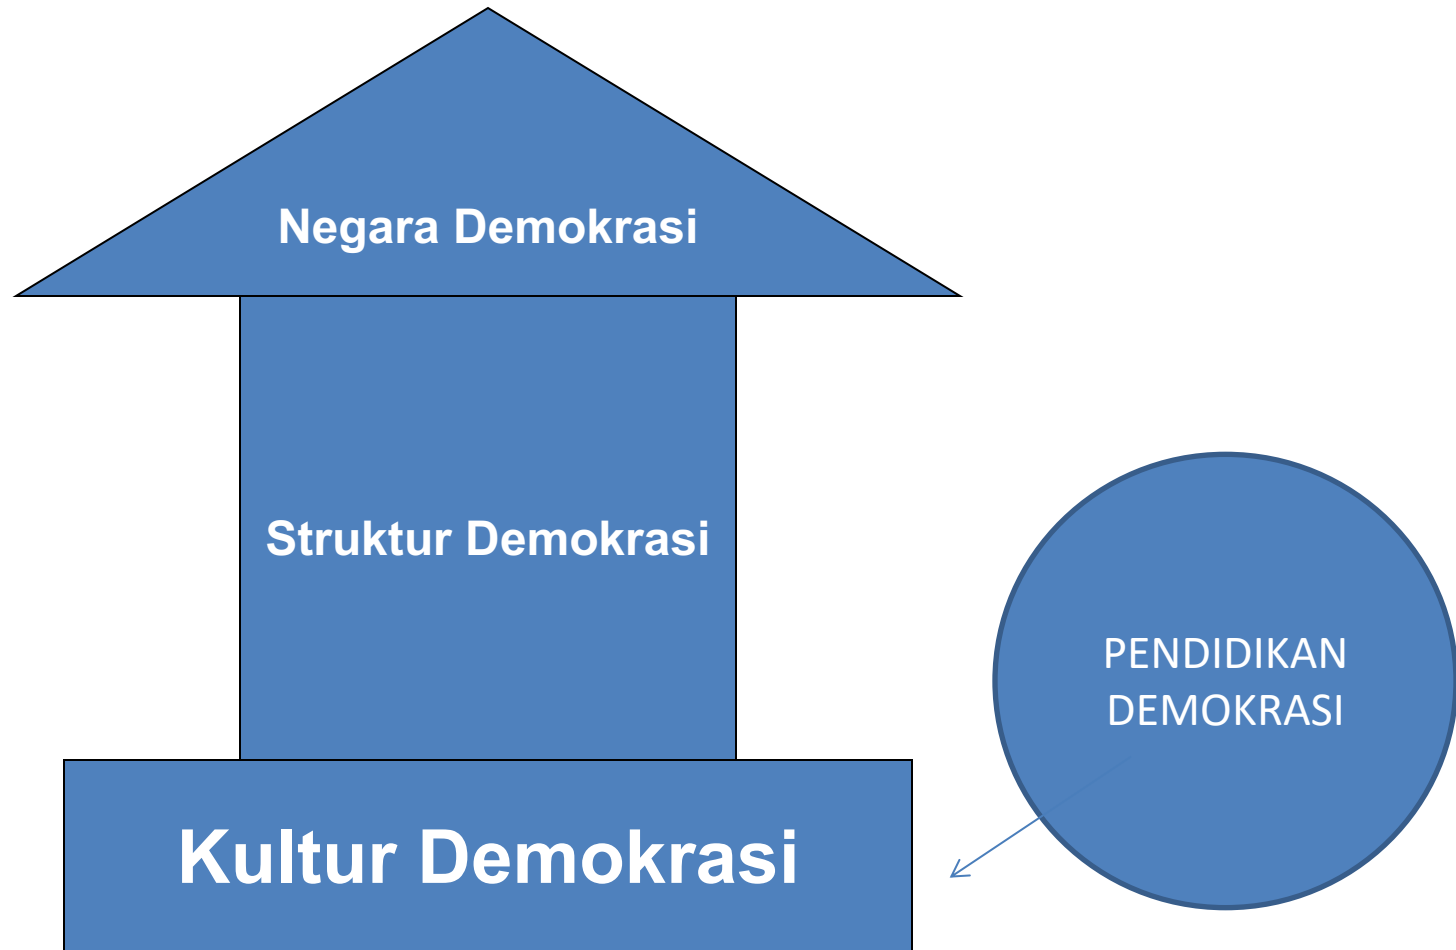 Negara Demokrasi
Struktur Demokrasi
PENDIDIKAN
DEMOKRASI
Kultur Demokrasi